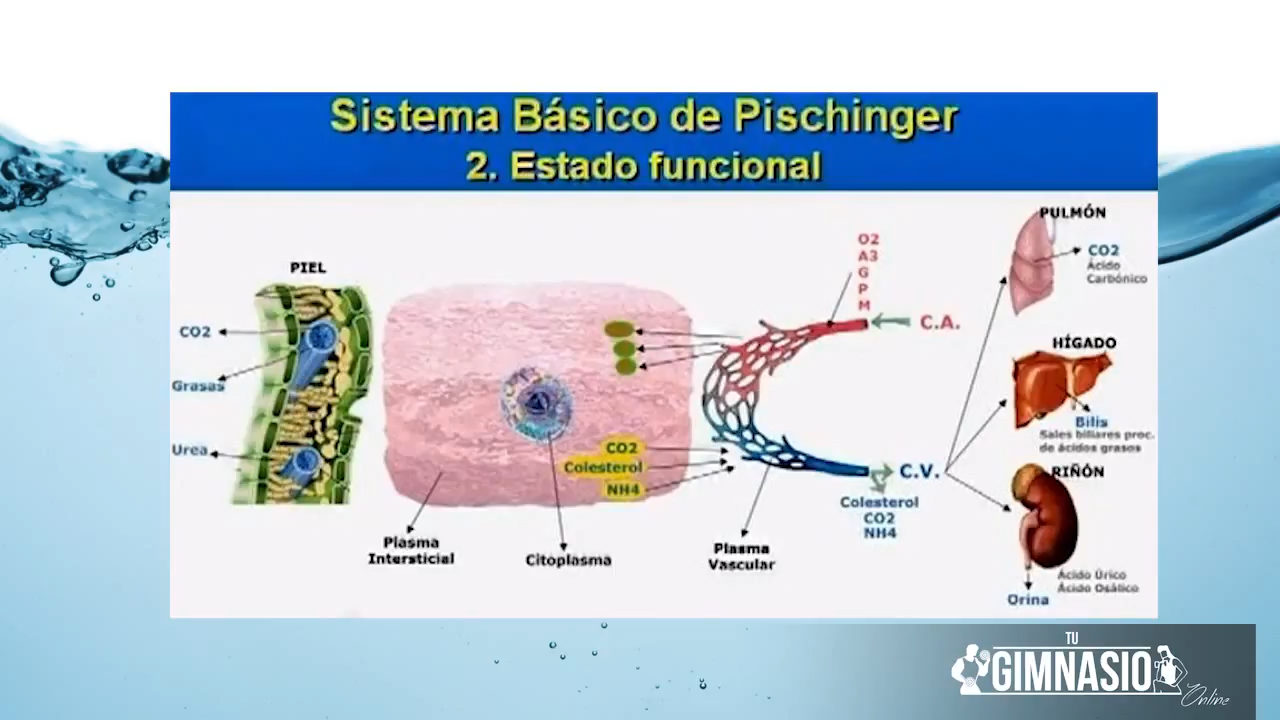 Sistema Básico de Pischinger
2. Estado funcional
PIEL
CO2
Grasas
Urea
CO2
Colesterol
NH4
Plasma
Intersticial
Citoplasma
O2
A3
G
P
M
C.A.
C.V.
Colesterol
CO2
NH4
Plasma
Vascular
PULMÓN
CO2
Ácido
Carbónico
HÍGADO
Bilis
Sales biliares proc.
de ácidos grasos
RIÑÓN
Ácido Úrico
Ácido Osálico
Orina
TU
GIMNASIO
Online